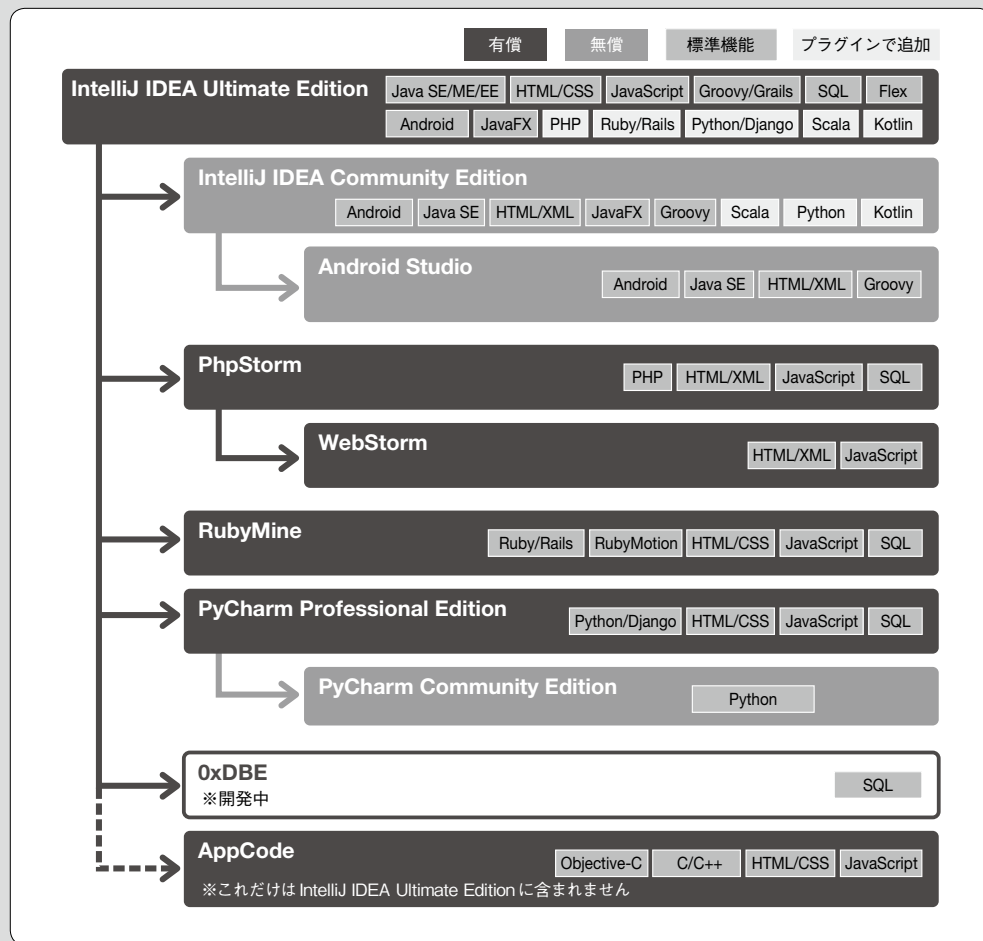 有償 無償 標準機能 プラグインで追加
IntelliJ IDEA Ultimate Edition Java SE/ME/EE HTML/CSS JavaScript Groovy/Grails SQL Flex
Android JavaFX PHP Ruby/Rails Python/Django Scala Kotlin
IntelliJ IDEA Community Edition
Android Java SE HTML/XML JavaFX Groovy Scala Python Kotlin
Android Studio
Android Java SE HTML/XML Groovy
PhpStorm
PHP HTML/XML JavaScript SQL
WebStorm
HTML/XML JavaScript
RubyMine
Ruby/Rails RubyMotion HTML/CSS JavaScript SQL
PyCharm Professional Edition
Python/Django HTML/CSS JavaScript SQL
PyCharm Community Edition
Python
0xDBE
SQL
※開発中
AppCode
Objective-C C/C++ HTML/CSS JavaScript
※これだけは IntelliJ IDEA Ultimate Edition に含まれません